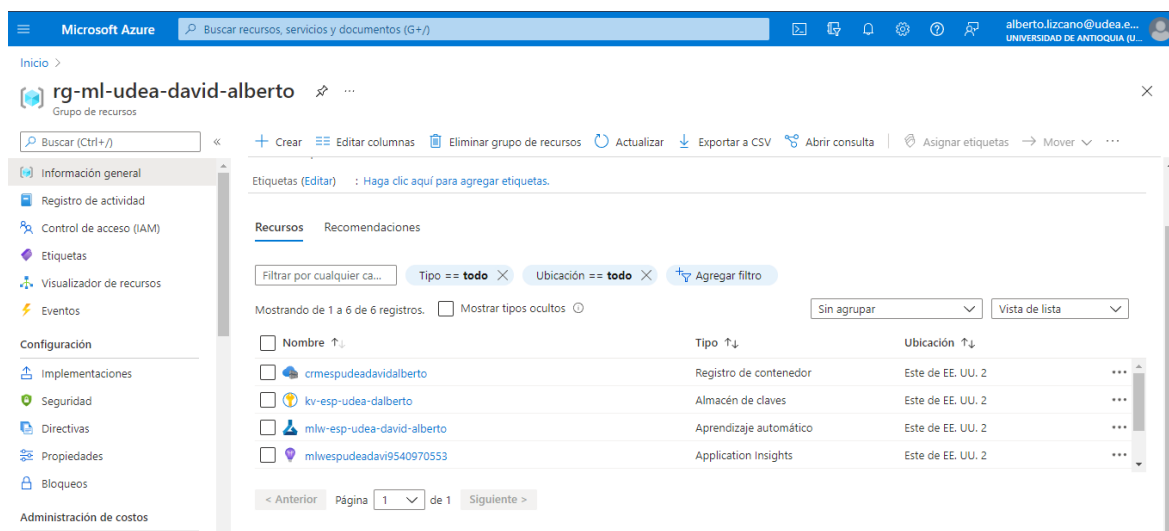 Microsoft Azure
Buscar recursos, servicios y documentos (G+/)
alberto.lizcano@udea.e...
UNIVERSIDAD DE ANTIOQUIA (U...
Inicio >
rg-ml-udea-david-alberto
Grupo de recursos
Buscar (Ctrl+/)
Información general
Registro de actividad
Control de acceso (IAM)
Etiquetas
Visualizador de recursos
Eventos
Configuración
Implementaciones
Seguridad
Directivas
Propiedades
Bloqueos
Administración de costos
Crear Editar columnas Eliminar grupo de recursos Actualizar Exportar a CSV Abrir consulta Asignar etiquetas Mover
Etiquetas (Editar) : Haga clic aquí para agregar etiquetas.
Recursos Recomendaciones
Filtrar por cualquier ca... Tipo == todo Ubicación == todo Agregar filtro
Mostrando de 1 a 6 de 6 registros. Mostrar tipos ocultos Sin agrupar Vista de lista
Nombre Tipo Ubicación
crmespudeadavidalberto Registro de contenedor Este de EE. UU. 2
kv-esp-udea-dalberto Almacén de claves Este de EE. UU. 2
mlw-esp-udea-david-alberto Aprendizaje automático Este de EE. UU. 2
mlwespudeadavi9540970553 Application Insights Este de EE. UU. 2
< Anterior Página 1 de 1 Siguiente >